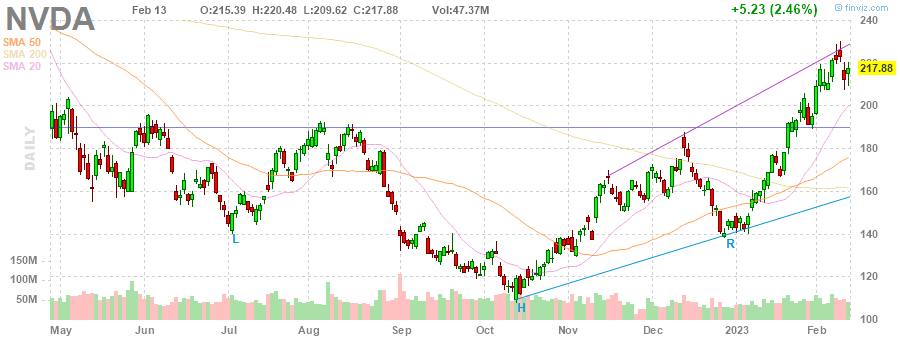 NVDA Feb 13 O:215.39 H:220.48 L:209.62 C:217.88 Vol:47.37M +5.23 (2.46%) © finviz.com
SMA 50
SMA 200
SMA 20
DAILY
240
220
217.88
200
180
160
140
120
100
150M
100M
50M
L
H
R
May Jun Jul Aug Sep Oct Nov Dec 2023 Feb